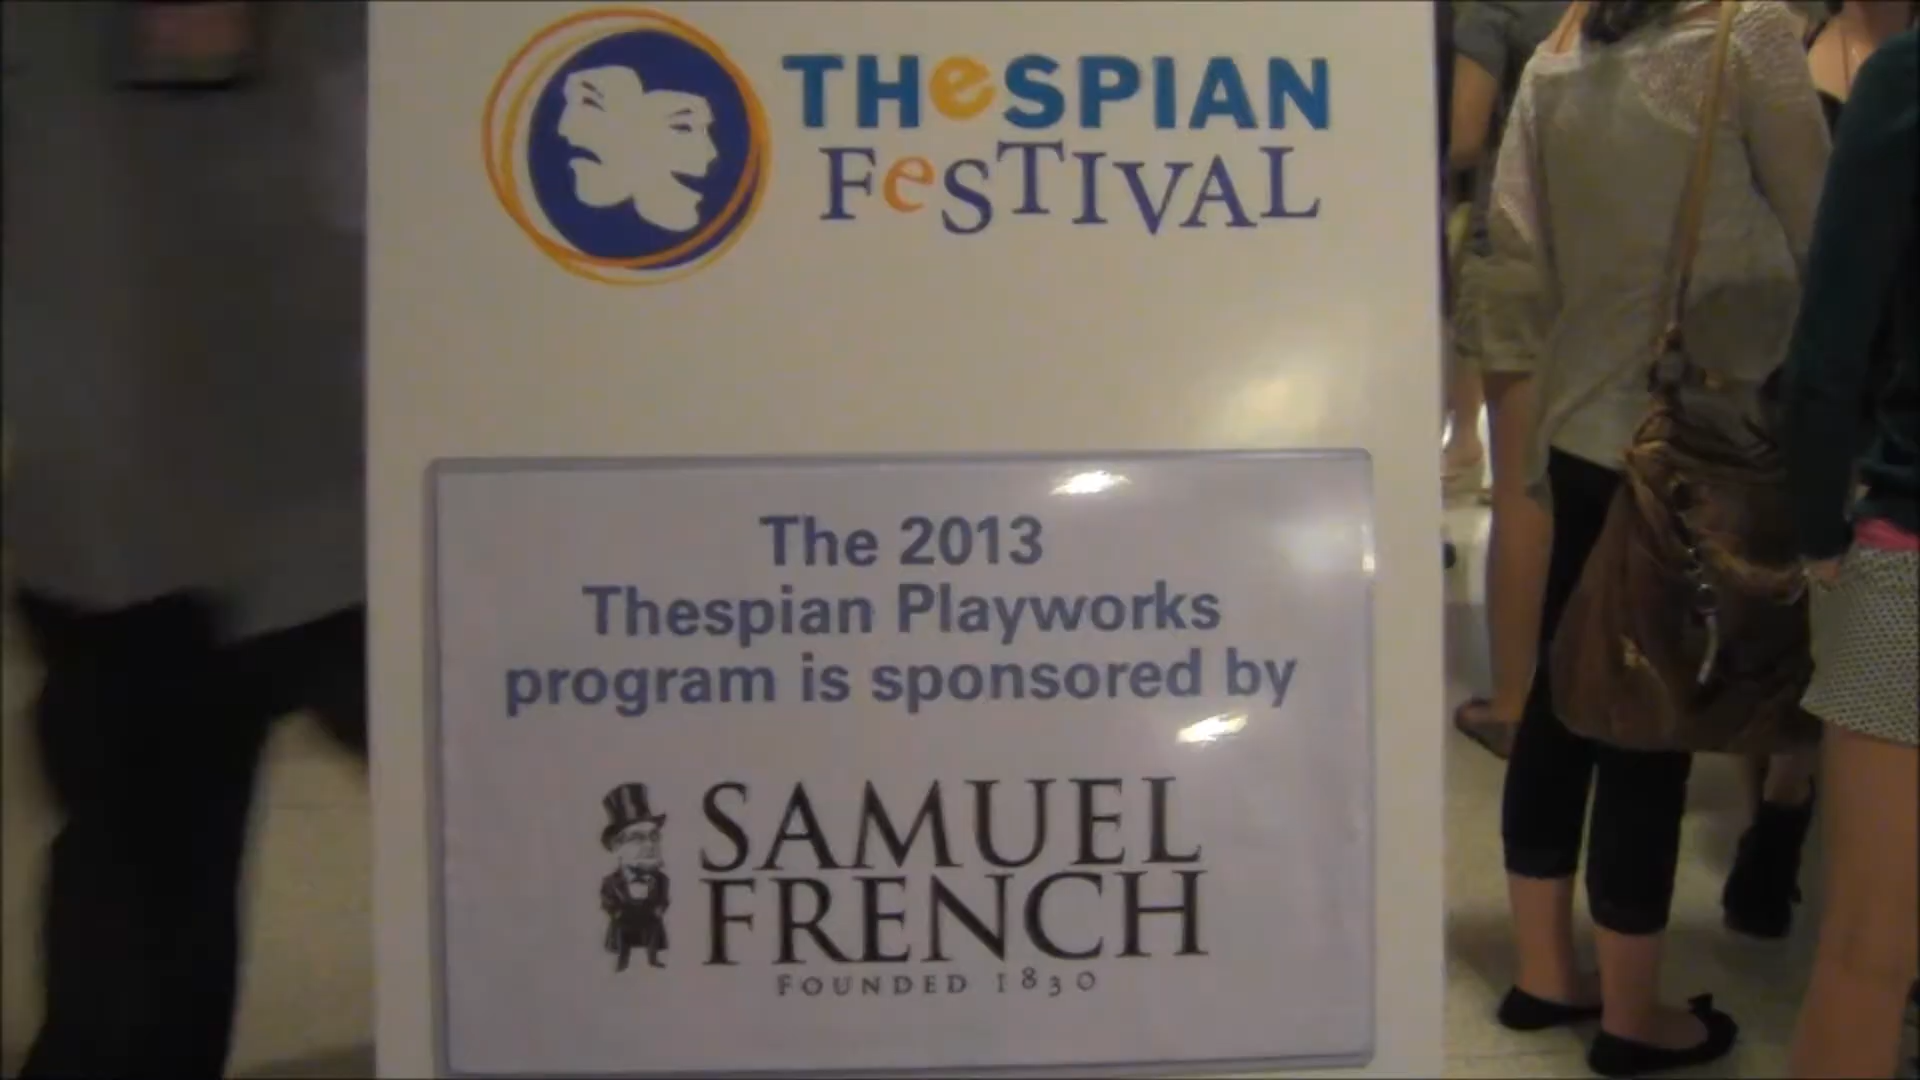 THeSPIAN
FeSTIVAL
The 2013
Thespian Playworks
program is sponsored by
SAMUEL
FRENCH
FOUNDED 1830